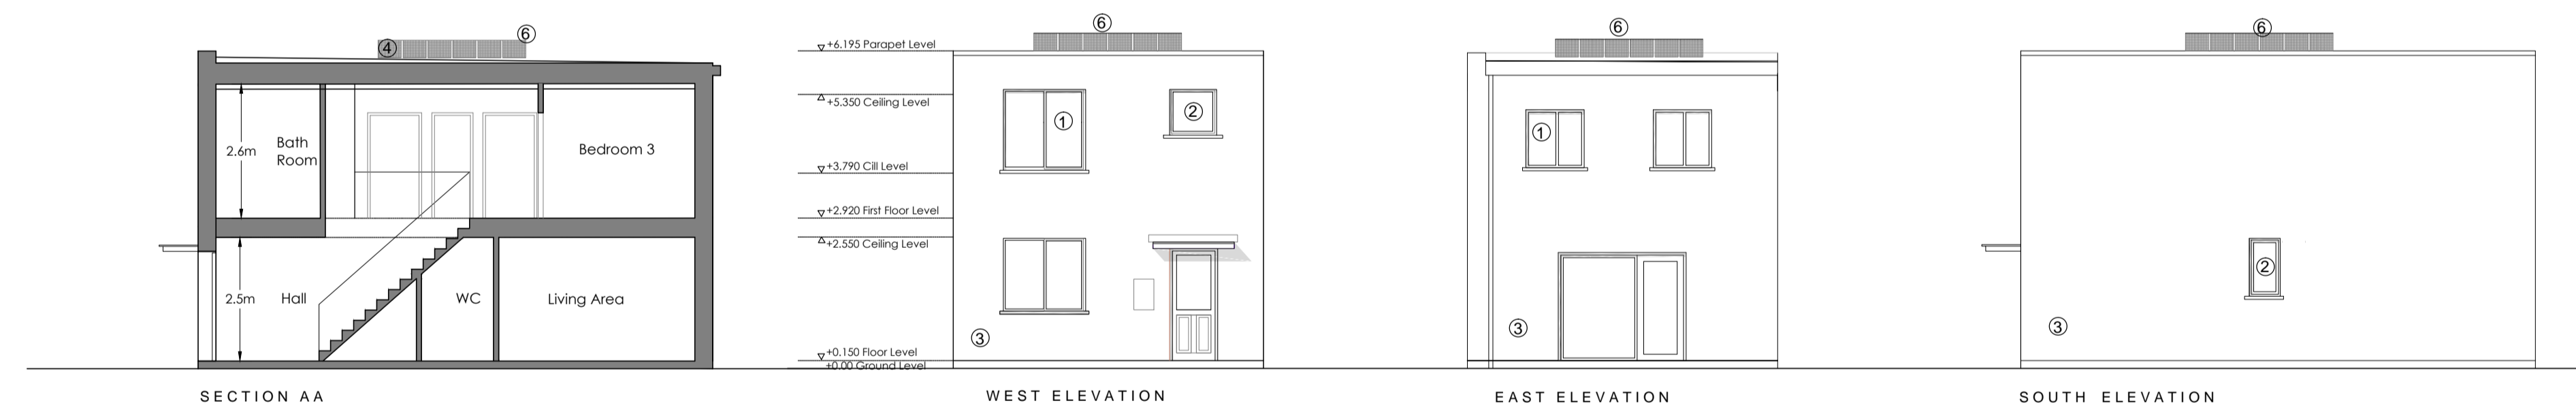 ④
⑥
2.6m
Bath
Room
Bedroom 3
2.5m
Hall
WC
Living Area
SECTION AA
⑥
+6.195 Parapet Level
+5.350 Ceiling Level
①
②
+3.790 Cill Level
+2.920 First Floor Level
+2.550 Ceiling Level
③
+0.150 Floor Level
+0.00 Ground Level
WEST ELEVATION
⑥
①
③
EAST ELEVATION
⑥
②
③
SOUTH ELEVATION